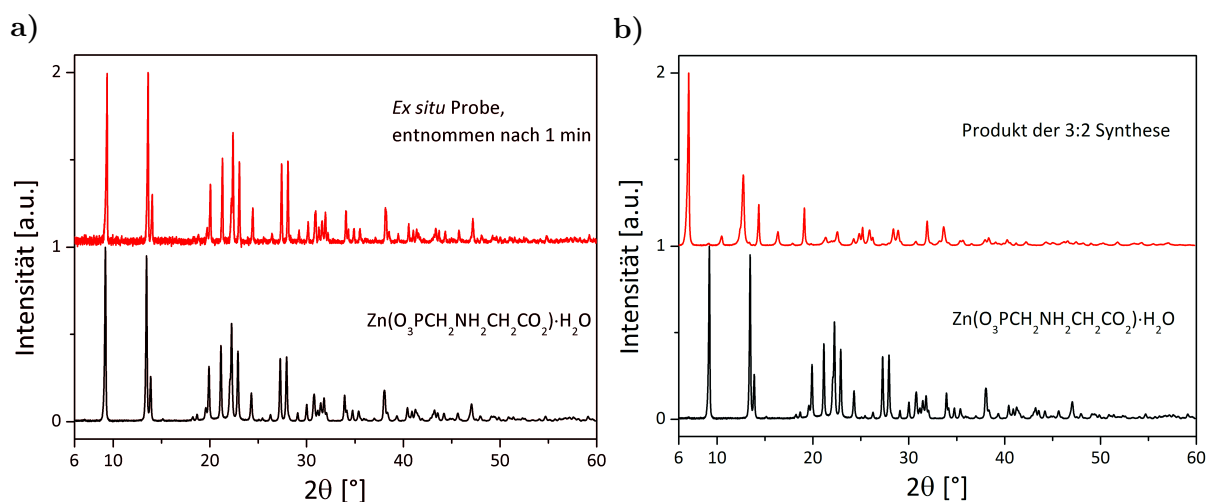 a)
Intensität [a.u.]
2
1
0
Ex situ Probe,
entnommen nach 1 min
Zn(O₃PCH₂NH₂CH₂CO₂)·H₂O
6 10 20 30 40 50 60
2θ [°]
b)
Intensität [a.u.]
2
1
0
Produkt der 3:2 Synthese
Zn(O₃PCH₂NH₂CH₂CO₂)·H₂O
6 10 20 30 40 50 60
2θ [°]